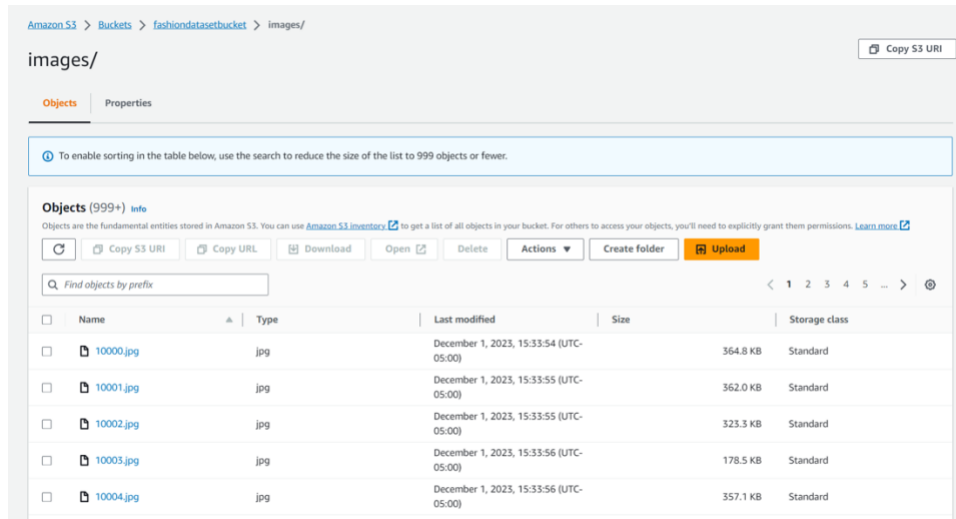 Amazon S3 > Buckets > fashiondatasetbucket > images/
images/
Copy S3 URI
Objects
Properties
To enable sorting in the table below, use the search to reduce the size of the list to 999 objects or fewer.
Objects (999+) Info
Objects are the fundamental entities stored in Amazon S3. You can use Amazon S3 inventory to get a list of all objects in your bucket. For others to access your objects, you'll need to explicitly grant them permissions. Learn more
Copy S3 URI Copy URL Download Open Delete Actions Create folder Upload
Find objects by prefix
< 1 2 3 4 5 ... >
Name Type Last modified Size Storage class
10000.jpg jpg December 1, 2023, 15:33:54 (UTC-
05:00) 364.8 KB Standard
10001.jpg jpg December 1, 2023, 15:33:55 (UTC-
05:00) 362.0 KB Standard
10002.jpg jpg December 1, 2023, 15:33:55 (UTC-
05:00) 323.3 KB Standard
10003.jpg jpg December 1, 2023, 15:33:56 (UTC-
05:00) 178.5 KB Standard
10004.jpg jpg December 1, 2023, 15:33:56 (UTC-
05:00) 357.1 KB Standard